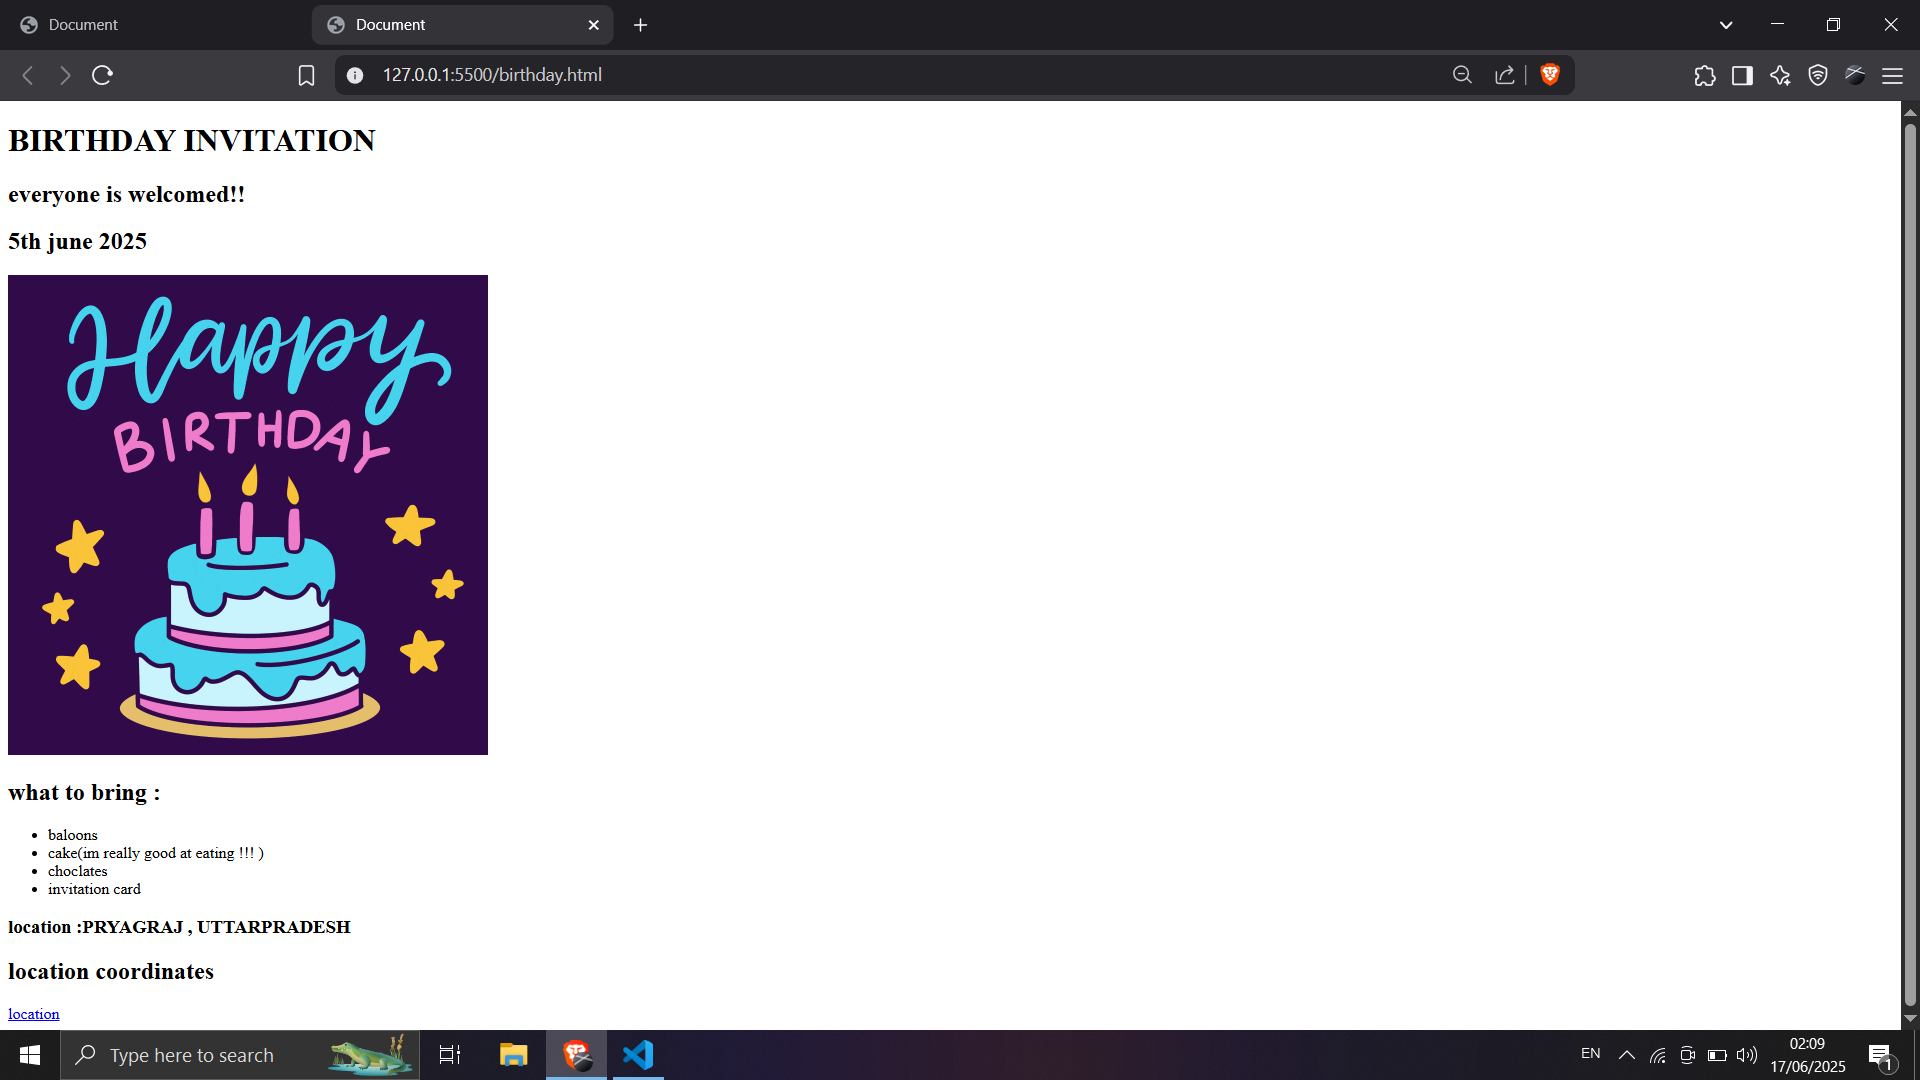 Document
Document
127.0.0.1:5500/birthday.html
BIRTHDAY INVITATION
everyone is welcomed!!
5th june 2025
Happy
BIRTHDAY
what to bring :
baloons
cake(im really good at eating !!! )
choclates
invitation card
location :PRYAGRAJ , UTTARPRADESH
location coordinates
location
Type here to search
EN
02:09
17/06/2025
1